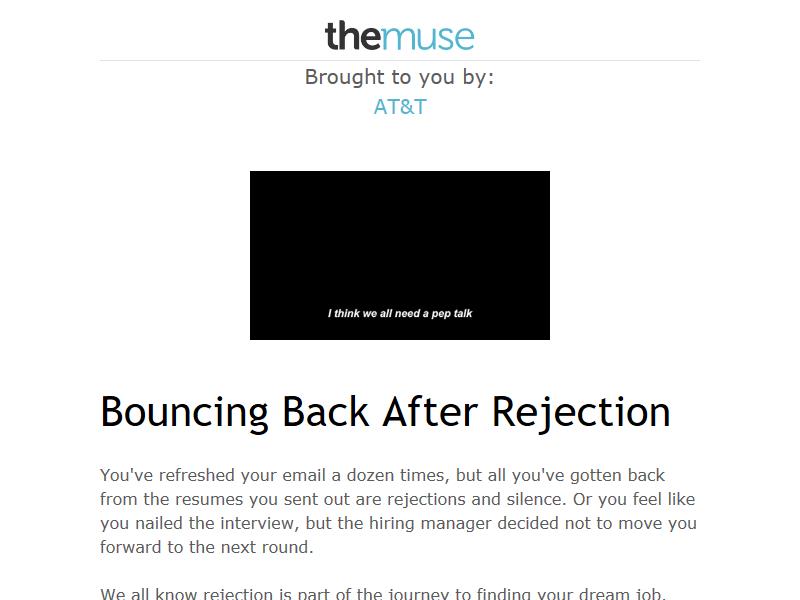 themuse
Brought to you by:
AT&T
I think we all need a pep talk
Bouncing Back After Rejection
You've refreshed your email a dozen times, but all you've gotten back
from the resumes you sent out are rejections and silence. Or you feel like
you nailed the interview, but the hiring manager decided not to move you
forward to the next round.
We all know rejection is part of the journey to finding your dream job.